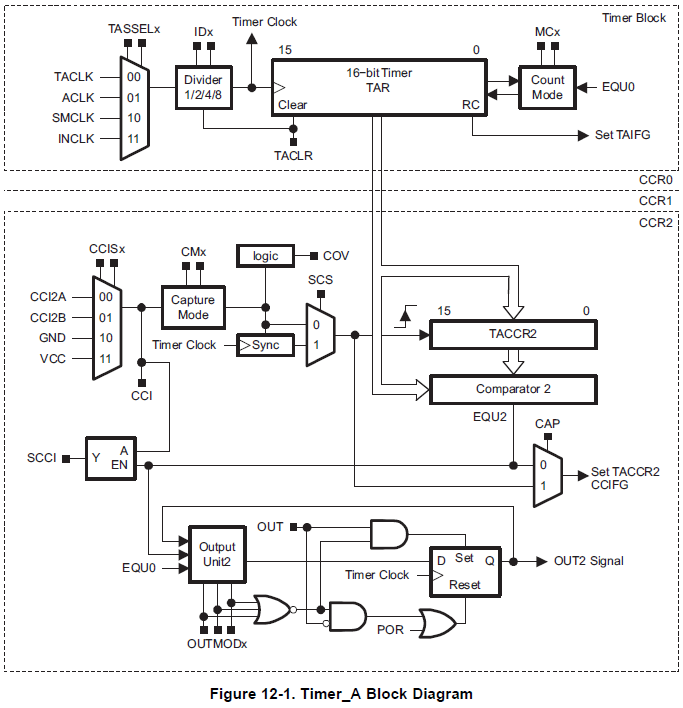 Timer Block
Timer Clock
TASSELx
IDx
15
0
MCx
TACLK
00
ACLK
01
SMCLK
10
INCLK
11
Divider
1/2/4/8
16-bit Timer
TAR
Clear
RC
Count
Mode
EQU0
TACLR
Set TAIFG
CCR0
CCR1
CCR2
CCISx
CMx
logic
COV
SCS
CCI2A
00
CCI2B
01
GND
10
VCC
11
Capture
Mode
Timer Clock
Sync
0
1
15
0
TACCR2
Comparator 2
CCI
EQU2
CAP
SCCI
Y
A
EN
0
1
Set TACCR2
CCIFG
OUT
EQU0
Output
Unit2
D
Set
Q
Reset
Timer Clock
OUT2 Signal
POR
OUTMODx
Figure 12-1. Timer_A Block Diagram